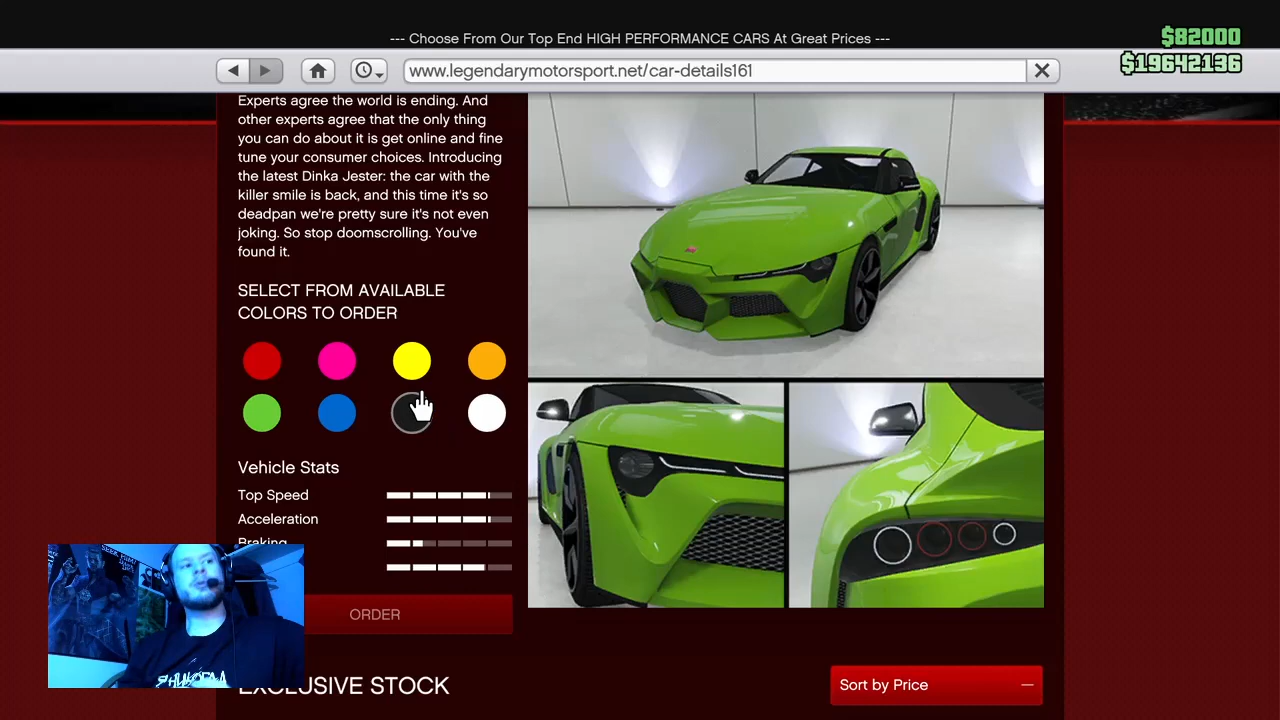 --- Choose From Our Top End HIGH PERFORMANCE CARS At Great Prices ---
$82000
$19642136
www.legendarymotorsport.net/car-details161
Experts agree the world is ending. And
other experts agree that the only thing
you can do about it is get online and fine
tune your consumer choices. Introducing
the latest Dinka Jester: the car with the
killer smile is back, and this time it's so
deadpan we're pretty sure it's not even
joking. So stop doomscrolling. You've
found it.
SELECT FROM AVAILABLE
COLORS TO ORDER
Vehicle Stats
Top Speed
Acceleration
Braking
ORDER
EXCLUSIVE STOCK
Sort by Price